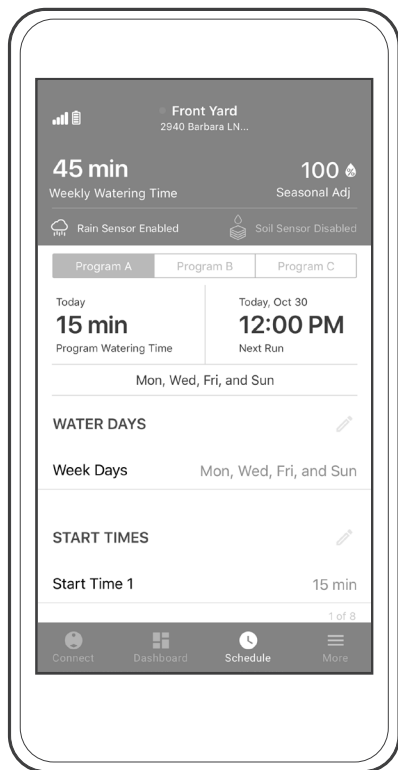 Front Yard
2940 Barbara LN...
45 min
100
Weekly Watering Time
Seasonal Adj
Rain Sensor Enabled
Soil Sensor Disabled
Program A
Program B
Program C
Today
15 min
Program Watering Time
Today, Oct 30
12:00 PM
Next Run
Mon, Wed, Fri, and Sun
WATER DAYS
Week Days
Mon, Wed, Fri, and Sun
START TIMES
Start Time 1
15 min
1 of 8
Connect
Dashboard
Schedule
More